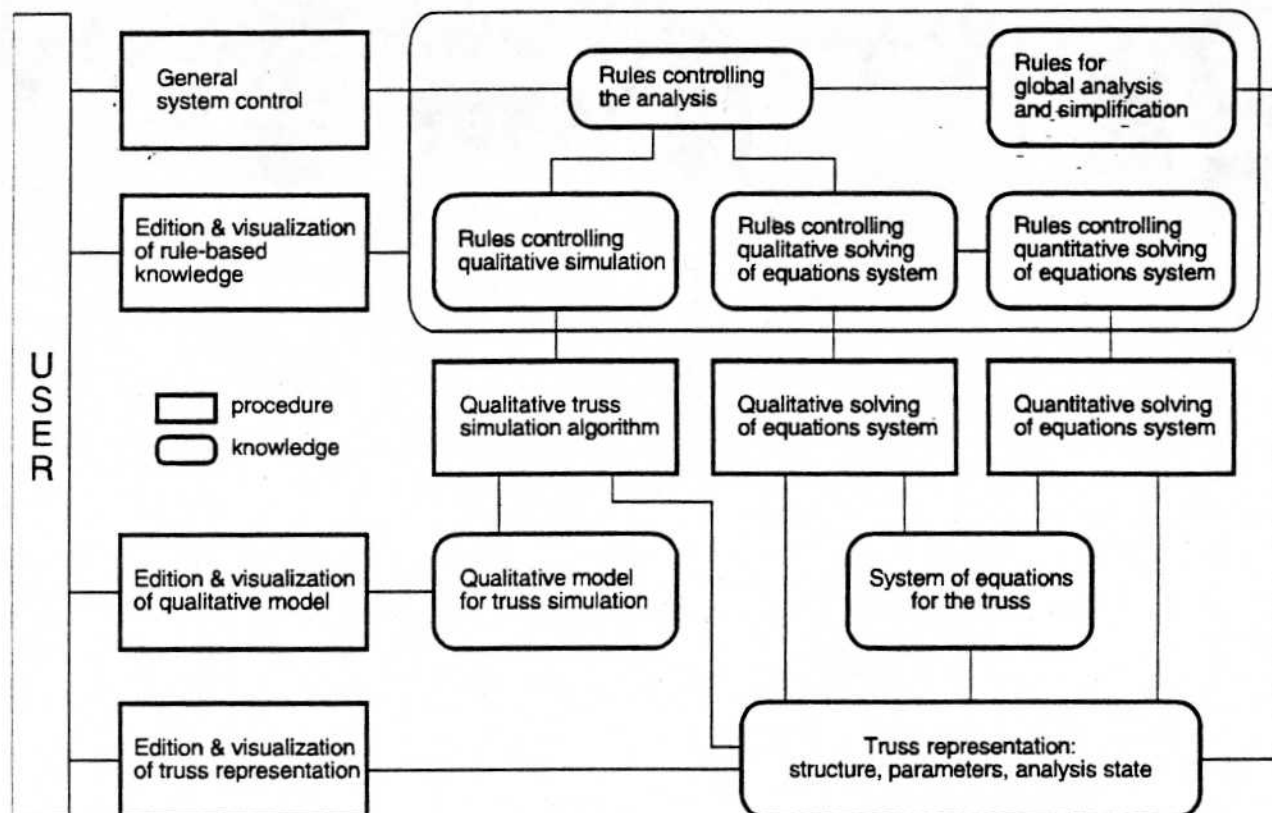 General
system control
Rules controlling
the analysis
Rules for
global analysis
and simplification
Edition & visualization
of rule-based
knowledge
Rules controlling
qualitative simulation
Rules controlling
qualitative solving
of equations system
Rules controlling
quantitative solving
of equations system
USER
procedure
knowledge
Qualitative truss
simulation algorithm
Qualitative solving
of equations system
Quantitative solving
of equations system
Edition & visualization
of qualitative model
Qualitative model
for truss simulation
System of equations
for the truss
Edition & visualization
of truss representation
Truss representation:
structure, parameters, analysis state